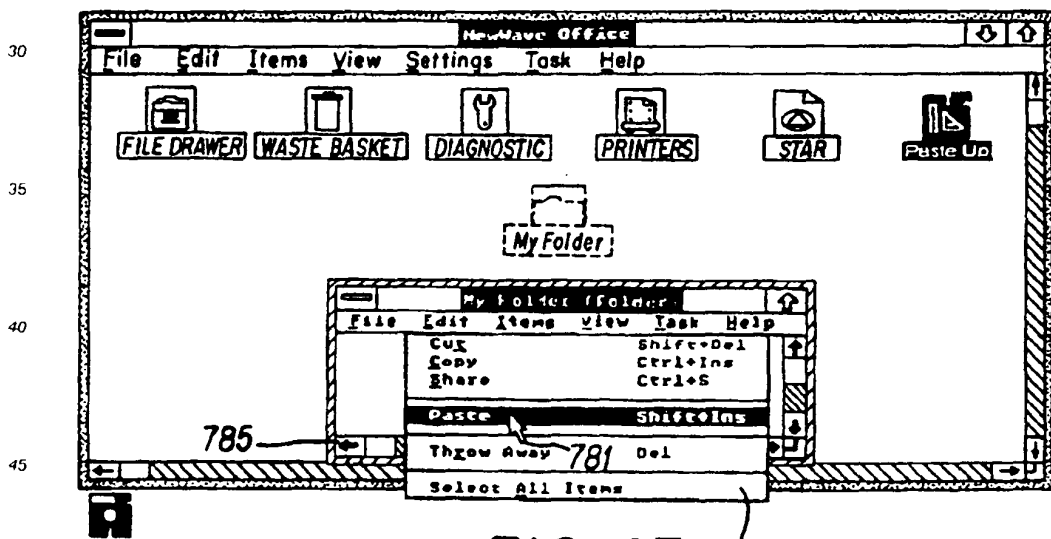 NewWave Office
30
File Edit Items View Settings Task Help
FILE DRAWER WASTE BASKET DIAGNOSTIC PRINTERS STAR Paste Up
35
My Folder
My Folder (Folder)
40
File Edit Items View Task Help
Cut Shift+Del
Copy Ctrl+Ins
Share Ctrl+S
Paste Shift+Ins
785
Throw Away 781 Del
45
Select All Items